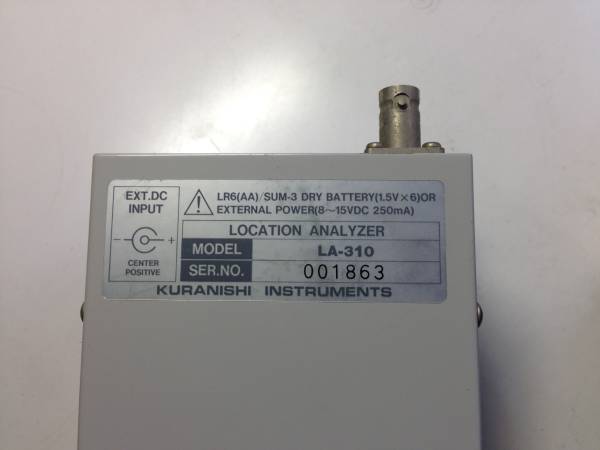 EXT.DC
INPUT
- +
CENTER
POSITIVE
LR6(AA)/SUM-3 DRY BATTERY(1.5V×6)OR
EXTERNAL POWER(8～15VDC 250mA)
LOCATION ANALYZER
MODEL LA-310
SER.NO. 001863
KURANISHI INSTRUMENTS